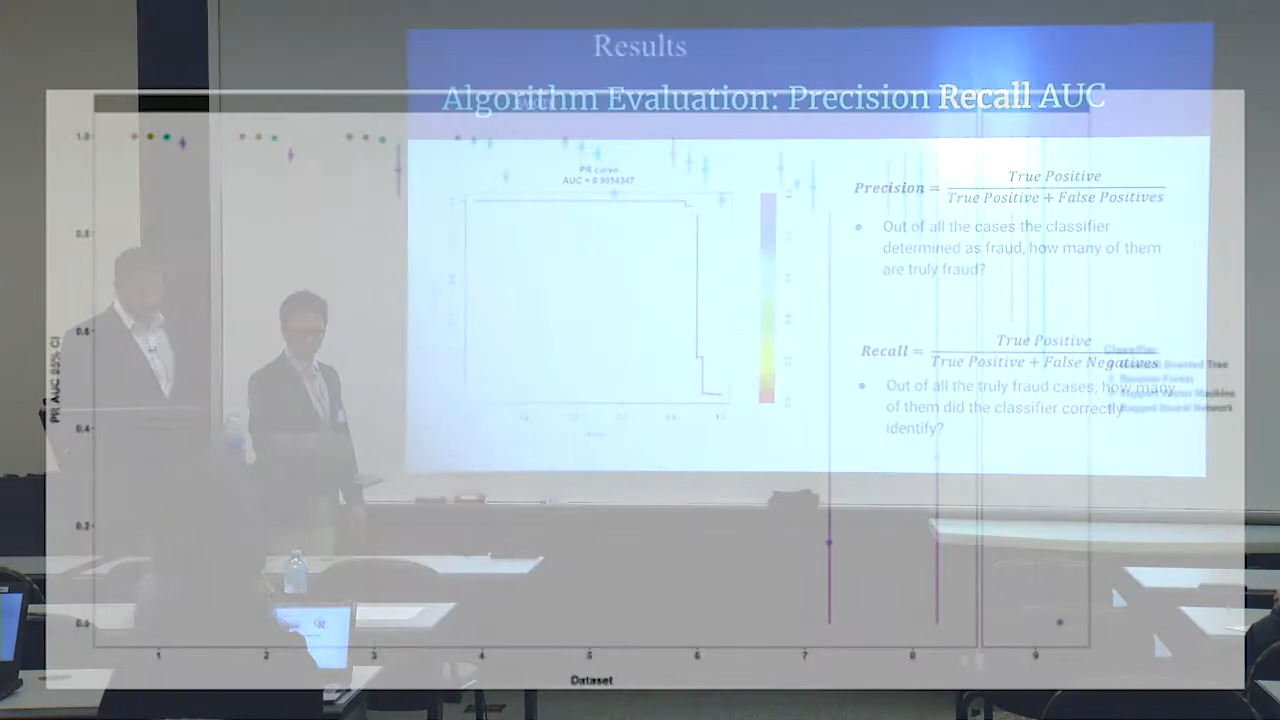 Results
Algorithm Evaluation: Precision Recall AUC
PR curve
AUC = 0.9054347
Precision = True Positive
True Positive + False Positives
Out of all the cases the classifier
determined as fraud, how many of them
are truly fraud?
Recall = True Positive
True Positive + False Negatives
Out of all the truly fraud cases, how many
of them did the classifier correctly
identify?
Classifier
Oriented Tree
Random Forest
Support Vector Machine
Neural Network
PR AUC 95% CI
1.0
0.8
0.6
0.4
0.2
0.0
1 2 3 4 5 6 7 8 9
Dataset